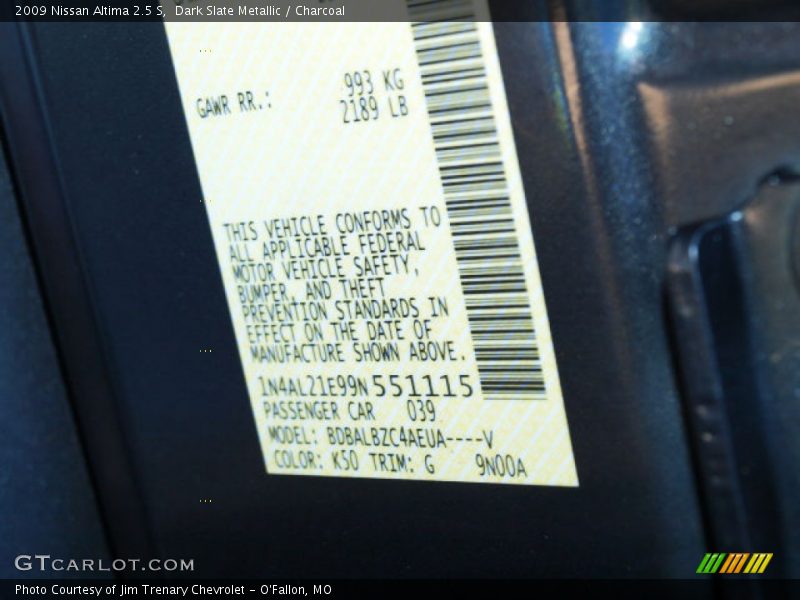 2009 Nissan Altima 2.5 S, Dark Slate Metallic / Charcoal
993 KG
GAWR RR.: 2189 LB
THIS VEHICLE CONFORMS TO
ALL APPLICABLE FEDERAL
MOTOR VEHICLE SAFETY,
BUMPER, AND THEFT
PREVENTION STANDARDS IN
EFFECT ON THE DATE OF
MANUFACTURE SHOWN ABOVE.
1N4AL21E99N551115
PASSENGER CAR 039
MODEL: BDBALBZC4AEUA----V
COLOR: K50 TRIM: G 9N00A
GTCARLOT.COM
Photo Courtesy of Jim Trenary Chevrolet - O'Fallon, MO